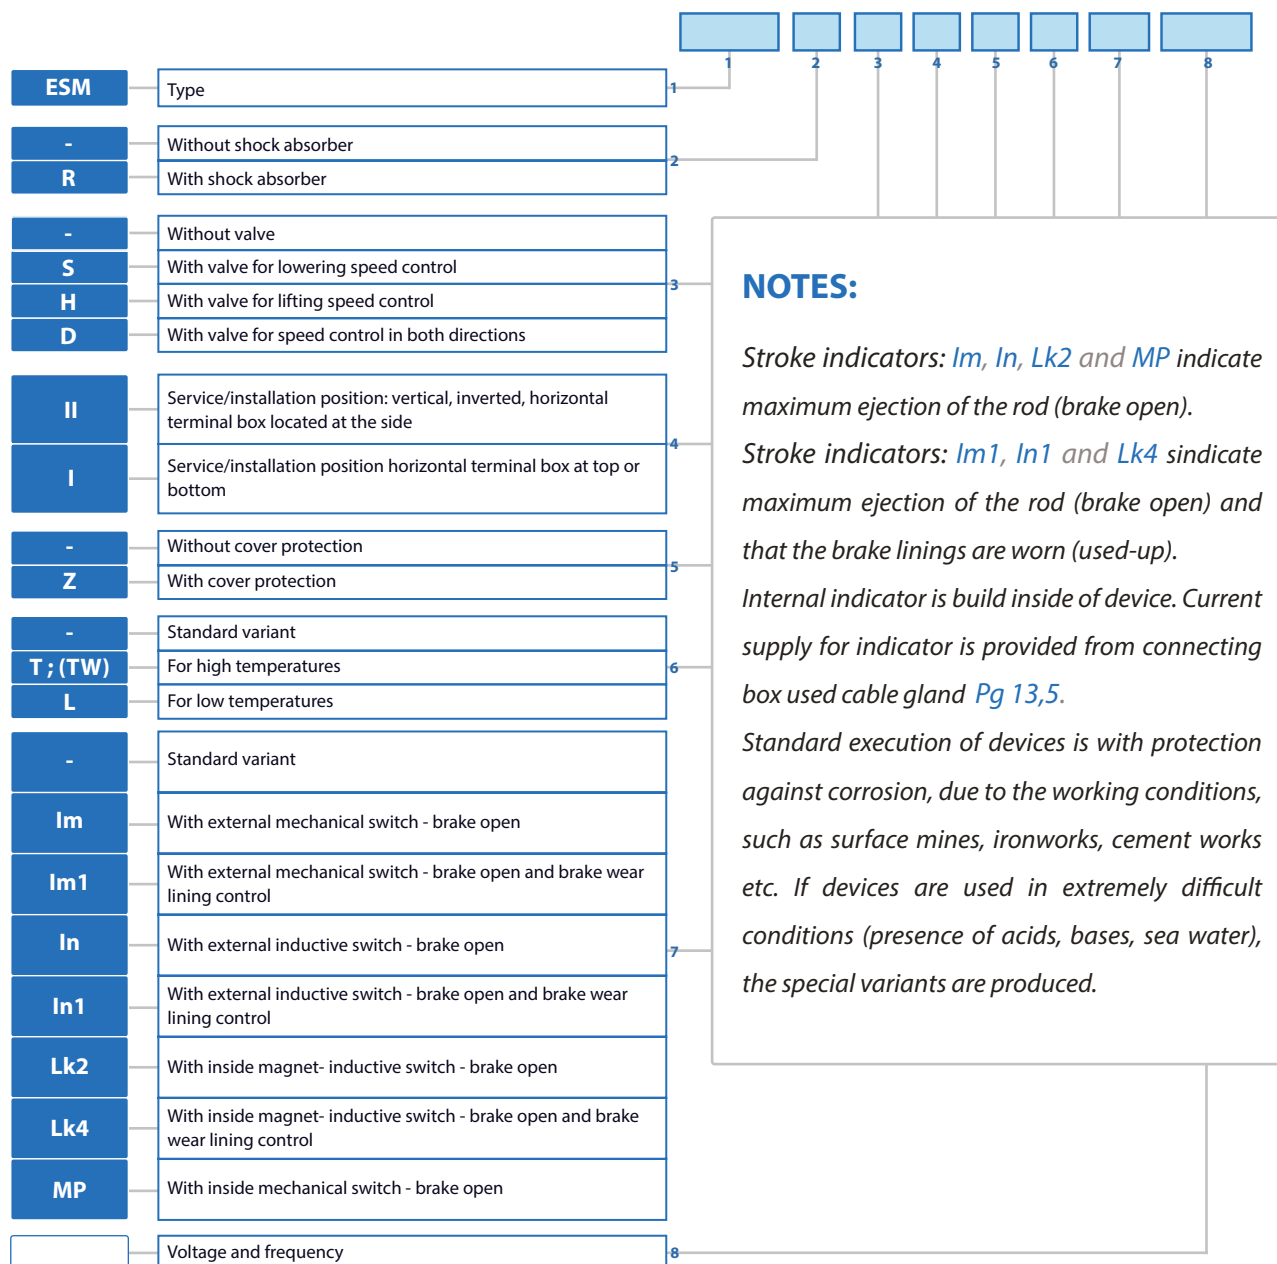 1 2 3 4 5 6 7 8
ESM Type 1
- Without shock absorber
2
R With shock absorber
- Without valve
S With valve for lowering speed control
3
H With valve for lifting speed control
D With valve for speed control in both directions
II Service/installation position: vertical, inverted, horizontal
terminal box located at the side
4
I Service/installation position horizontal terminal box at top or
bottom
- Without cover protection
5
Z With cover protection
- Standard variant
T ; (TW) For high temperatures 6
L For low temperatures
- Standard variant
Im With external mechanical switch - brake open
Im1 With external mechanical switch - brake open and brake wear
lining control
In With external inductive switch - brake open 7
In1 With external inductive switch - brake open and brake wear
lining control
Lk2 With inside magnet- inductive switch - brake open
Lk4 With inside magnet- inductive switch - brake open and brake
wear lining control
MP With inside mechanical switch - brake open
Voltage and frequency 8
NOTES:
Stroke indicators: Im, In, Lk2 and MP indicate
maximum ejection of the rod (brake open).
Stroke indicators: Im1, In1 and Lk4 sindicate
maximum ejection of the rod (brake open) and
that the brake linings are worn (used-up).
Internal indicator is build inside of device. Current
supply for indicator is provided from connecting
box used cable gland Pg 13,5.
Standard execution of devices is with protection
against corrosion, due to the working conditions,
such as surface mines, ironworks, cement works
etc. If devices are used in extremely difficult
conditions (presence of acids, bases, sea water),
the special variants are produced.